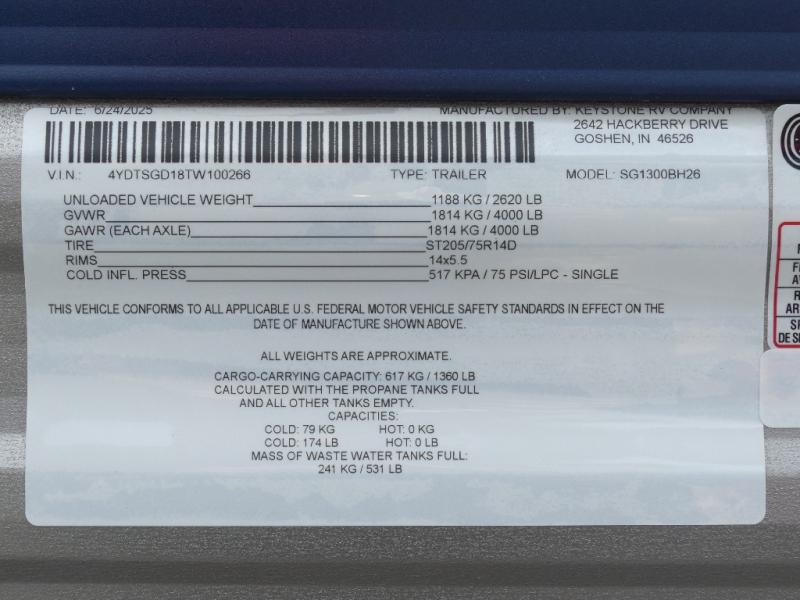 DATE: 6/24/2025 MANUFACTURED BY: KEYSTONE RV COMPANY
2642 HACKBERRY DRIVE
GOSHEN, IN 46526
V.I.N.: 4YDTSGD18TW100266 TYPE: TRAILER MODEL: SG1300BH26
UNLOADED VEHICLE WEIGHT 1188 KG / 2620 LB
GVWR 1814 KG / 4000 LB
GAWR (EACH AXLE) 1814 KG / 4000 LB
TIRE ST205/75R14D
RIMS 14x5.5
COLD INFL. PRESS 517 KPA / 75 PSI/LPC - SINGLE
THIS VEHICLE CONFORMS TO ALL APPLICABLE U.S. FEDERAL MOTOR VEHICLE SAFETY STANDARDS IN EFFECT ON THE
DATE OF MANUFACTURE SHOWN ABOVE.
ALL WEIGHTS ARE APPROXIMATE.
CARGO-CARRYING CAPACITY: 617 KG / 1360 LB
CALCULATED WITH THE PROPANE TANKS FULL
AND ALL OTHER TANKS EMPTY.
CAPACITIES:
COLD: 79 KG HOT: 0 KG
COLD: 174 LB HOT: 0 LB
MASS OF WASTE WATER TANKS FULL:
241 KG / 531 LB